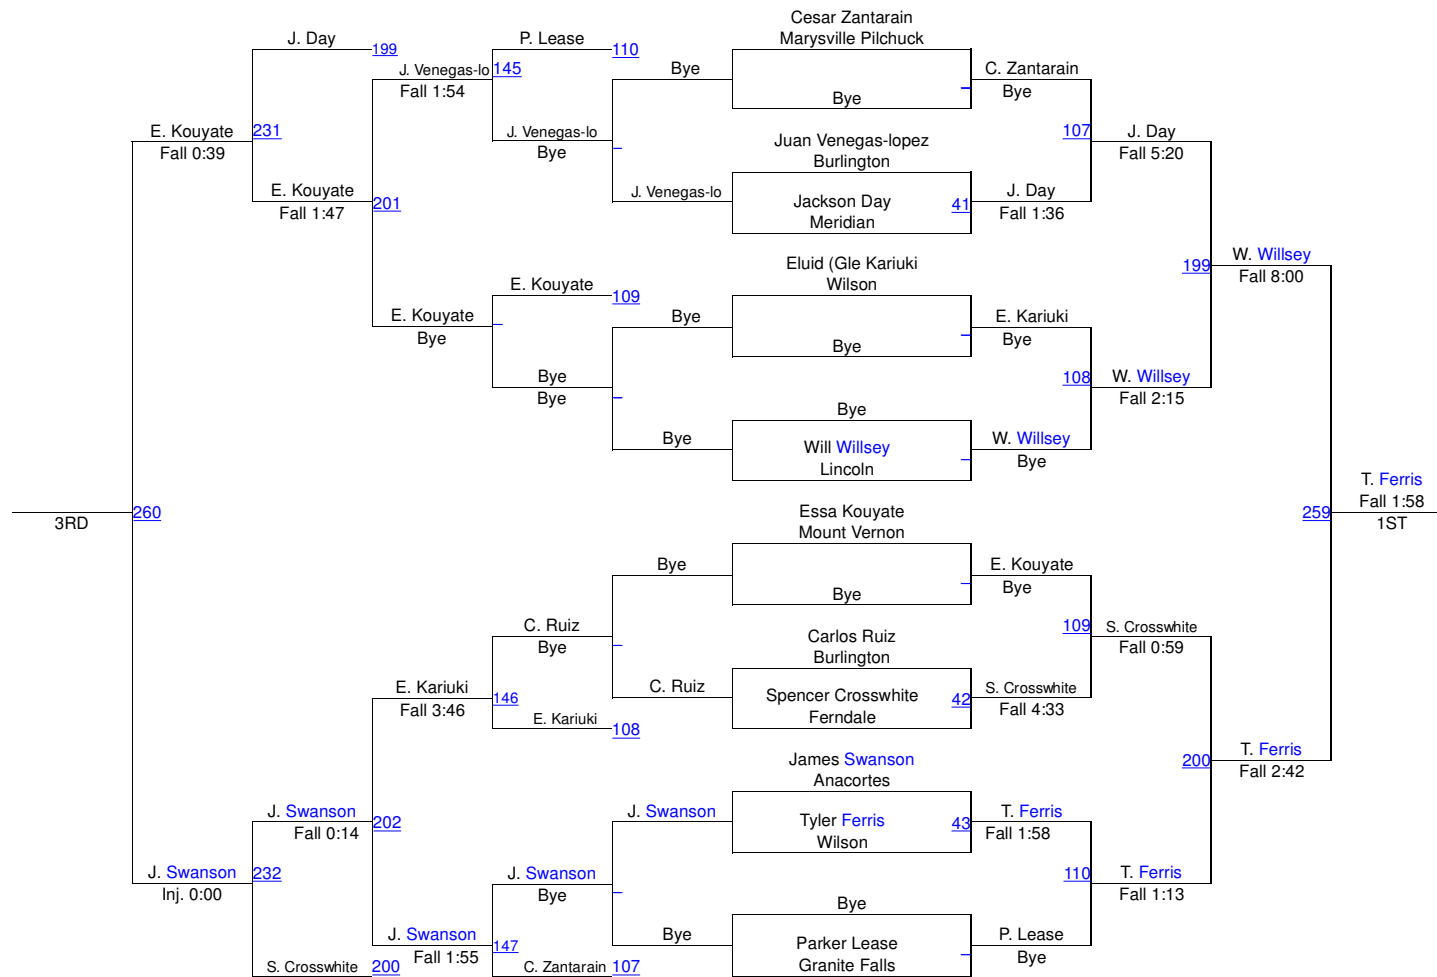 Cesar Zantarain
J. Day
P. Lease
Marysville Pilchuck
199
110
J. Venegas-lo
145
Bye
C. Zantarain
Fall 1:54
Bye
Bye
E. Kouyate
231
J. Venegas-lo
Juan Venegas-lopez
107
J. Day
Fall 0:39
Bye
Burlington
Fall 5:20
E. Kouyate
J. Venegas-lo
J. Day
Fall 1:47
201
Jackson Day
41
Fall 1:36
Meridian
W. Willsey
Eluid (Gle Kariuki
199
Fall 8:00
E. Kouyate
109
Wilson
E. Kouyate
Bye
E. Kariuki
Bye
Bye
Bye
Bye
108
W. Willsey
Bye
Fall 2:15
Bye
Bye
Will Willsey
W. Willsey
Lincoln
Bye
T. Ferris
Fall 1:58
260
Essa Kouyate
259
3RD
Mount Vernon
1ST
Bye
E. Kouyate
Bye
Bye
C. Ruiz
Carlos Ruiz
109
S. Crosswhite
Bye
Burlington
Fall 0:59
E. Kariuki
C. Ruiz
S. Crosswhite
Fall 3:46
146
Spencer Crosswhite
42
Fall 4:33
E. Kariuki
108
Ferndale
James Swanson
200
T. Ferris
Anacortes
Fall 2:42
J. Swanson
J. Swanson
T. Ferris
Fall 0:14
202
Tyler Ferris
43
Fall 1:58
Wilson
J. Swanson
232
J. Swanson
110
T. Ferris
Inj. 0:00
Bye
Bye
Fall 1:13
J. Swanson
Bye
P. Lease
Fall 1:55
147
Parker Lease
Bye
S. Crosswhite
200
C. Zantarain
107
Granite Falls